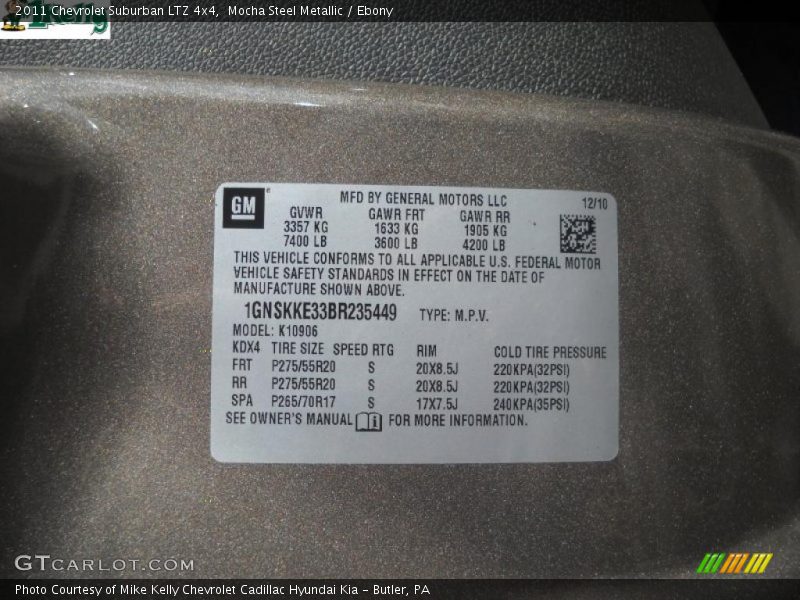 2011 Chevrolet Suburban LTZ 4x4,  Mocha Steel Metallic / Ebony
GM
MFD BY GENERAL MOTORS LLC
12/10
GVWR GAWR FRT GAWR RR
3357 KG 1633 KG 1905 KG
7400 LB 3600 LB 4200 LB
THIS VEHICLE CONFORMS TO ALL APPLICABLE U.S. FEDERAL MOTOR
VEHICLE SAFETY STANDARDS IN EFFECT ON THE DATE OF
MANUFACTURE SHOWN ABOVE.
1GNSKKE33BR235449 TYPE: M.P.V.
MODEL: K10906
KDX4 TIRE SIZE SPEED RTG RIM COLD TIRE PRESSURE
FRT P275/55R20 S 20X8.5J 220KPA(32PSI)
RR P275/55R20 S 20X8.5J 220KPA(32PSI)
SPA P265/70R17 S 17X7.5J 240KPA(35PSI)
SEE OWNER'S MANUAL i FOR MORE INFORMATION.
GTCARLOT.COM
Photo Courtesy of Mike Kelly Chevrolet Cadillac Hyundai Kia – Butler, PA